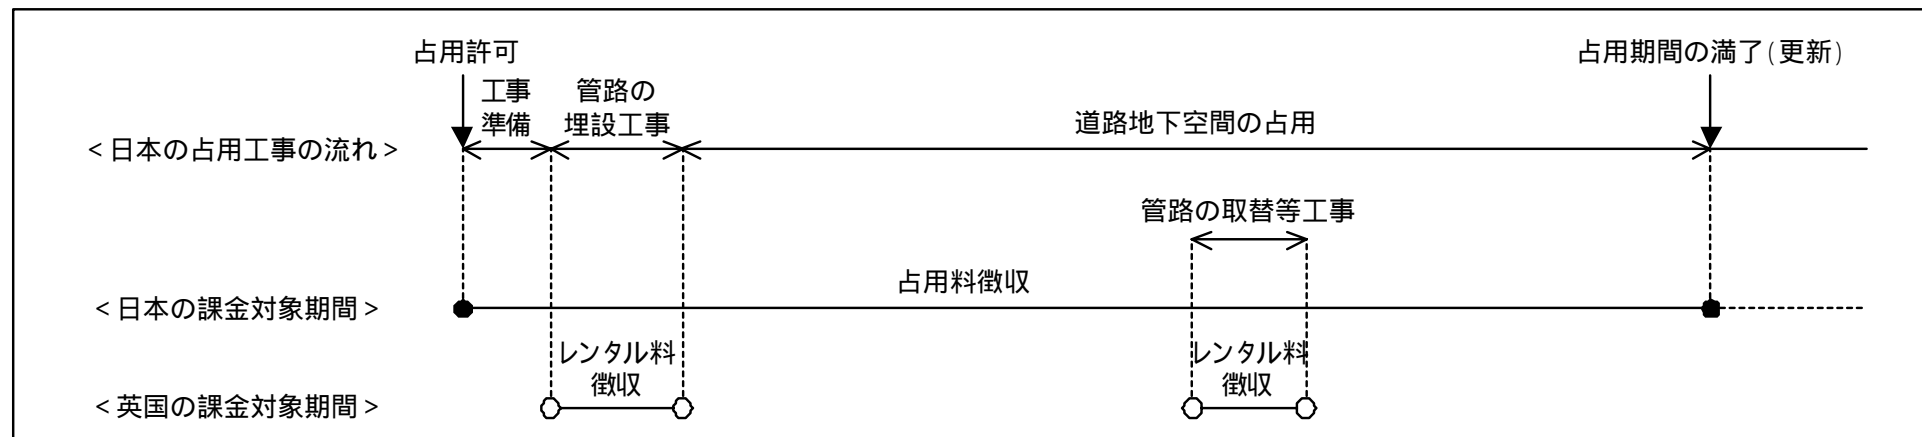 占用許可
占用期間の満了(更新)
工事
準備
管路の
埋設工事
道路地下空間の占用
<日本の占用工事の流れ>
管路の取替等工事
占用料徴収
<日本の課金対象期間>
レンタル料
徴収
レンタル料
徴収
<英国の課金対象期間>